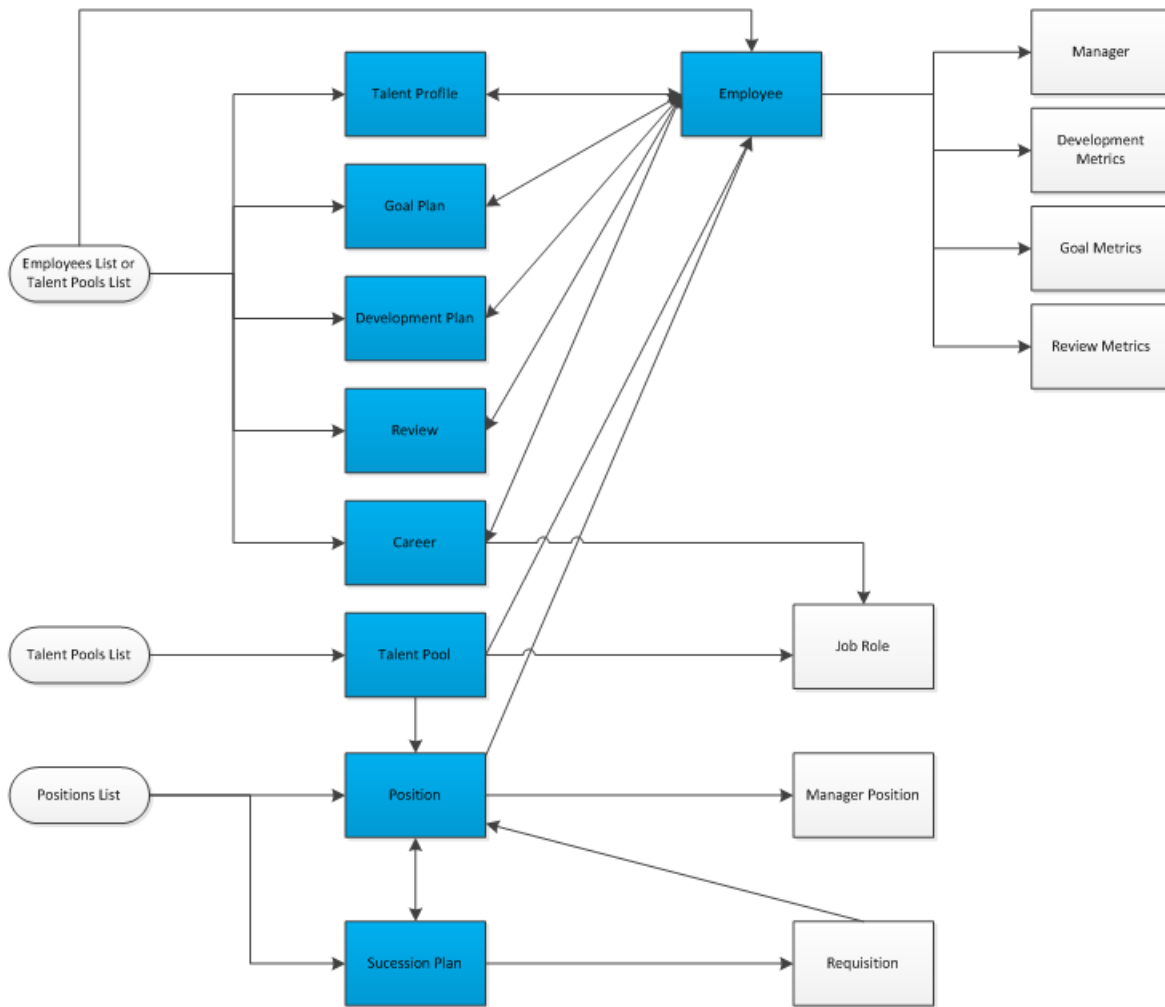 Talent Profile
Employee
Manager
Development
Metrics
Goal Plan
Goal Metrics
Employees List or
Talent Pools List
Development Plan
Review Metrics
Review
Career
Talent Pools List
Talent Pool
Job Role
Positions List
Position
Manager Position
Sucession Plan
Requisition